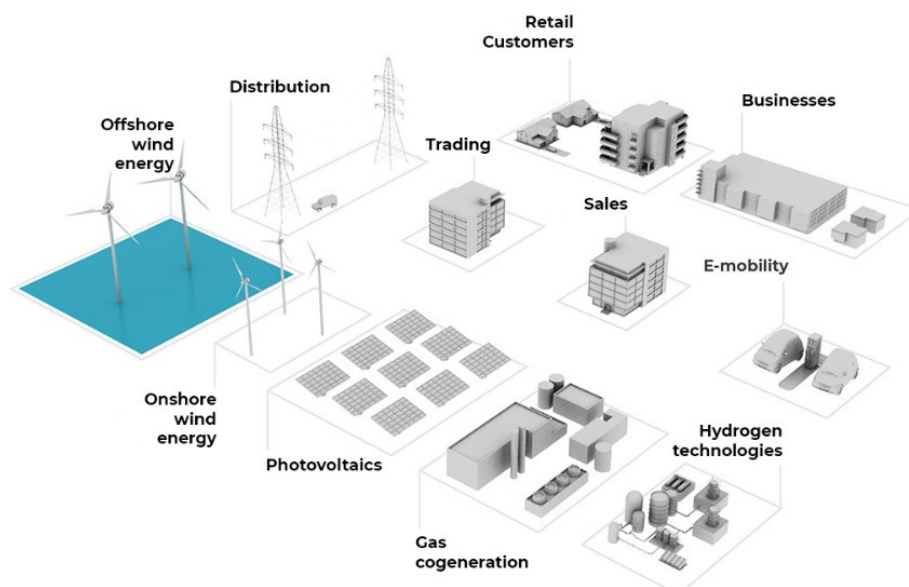 Retail
Customers
Distribution
Businesses
Offshore
wind
energy
Trading
Sales
E-mobility
Onshore
wind
energy
Photovoltaics
Hydrogen
technologies
Gas
cogeneration